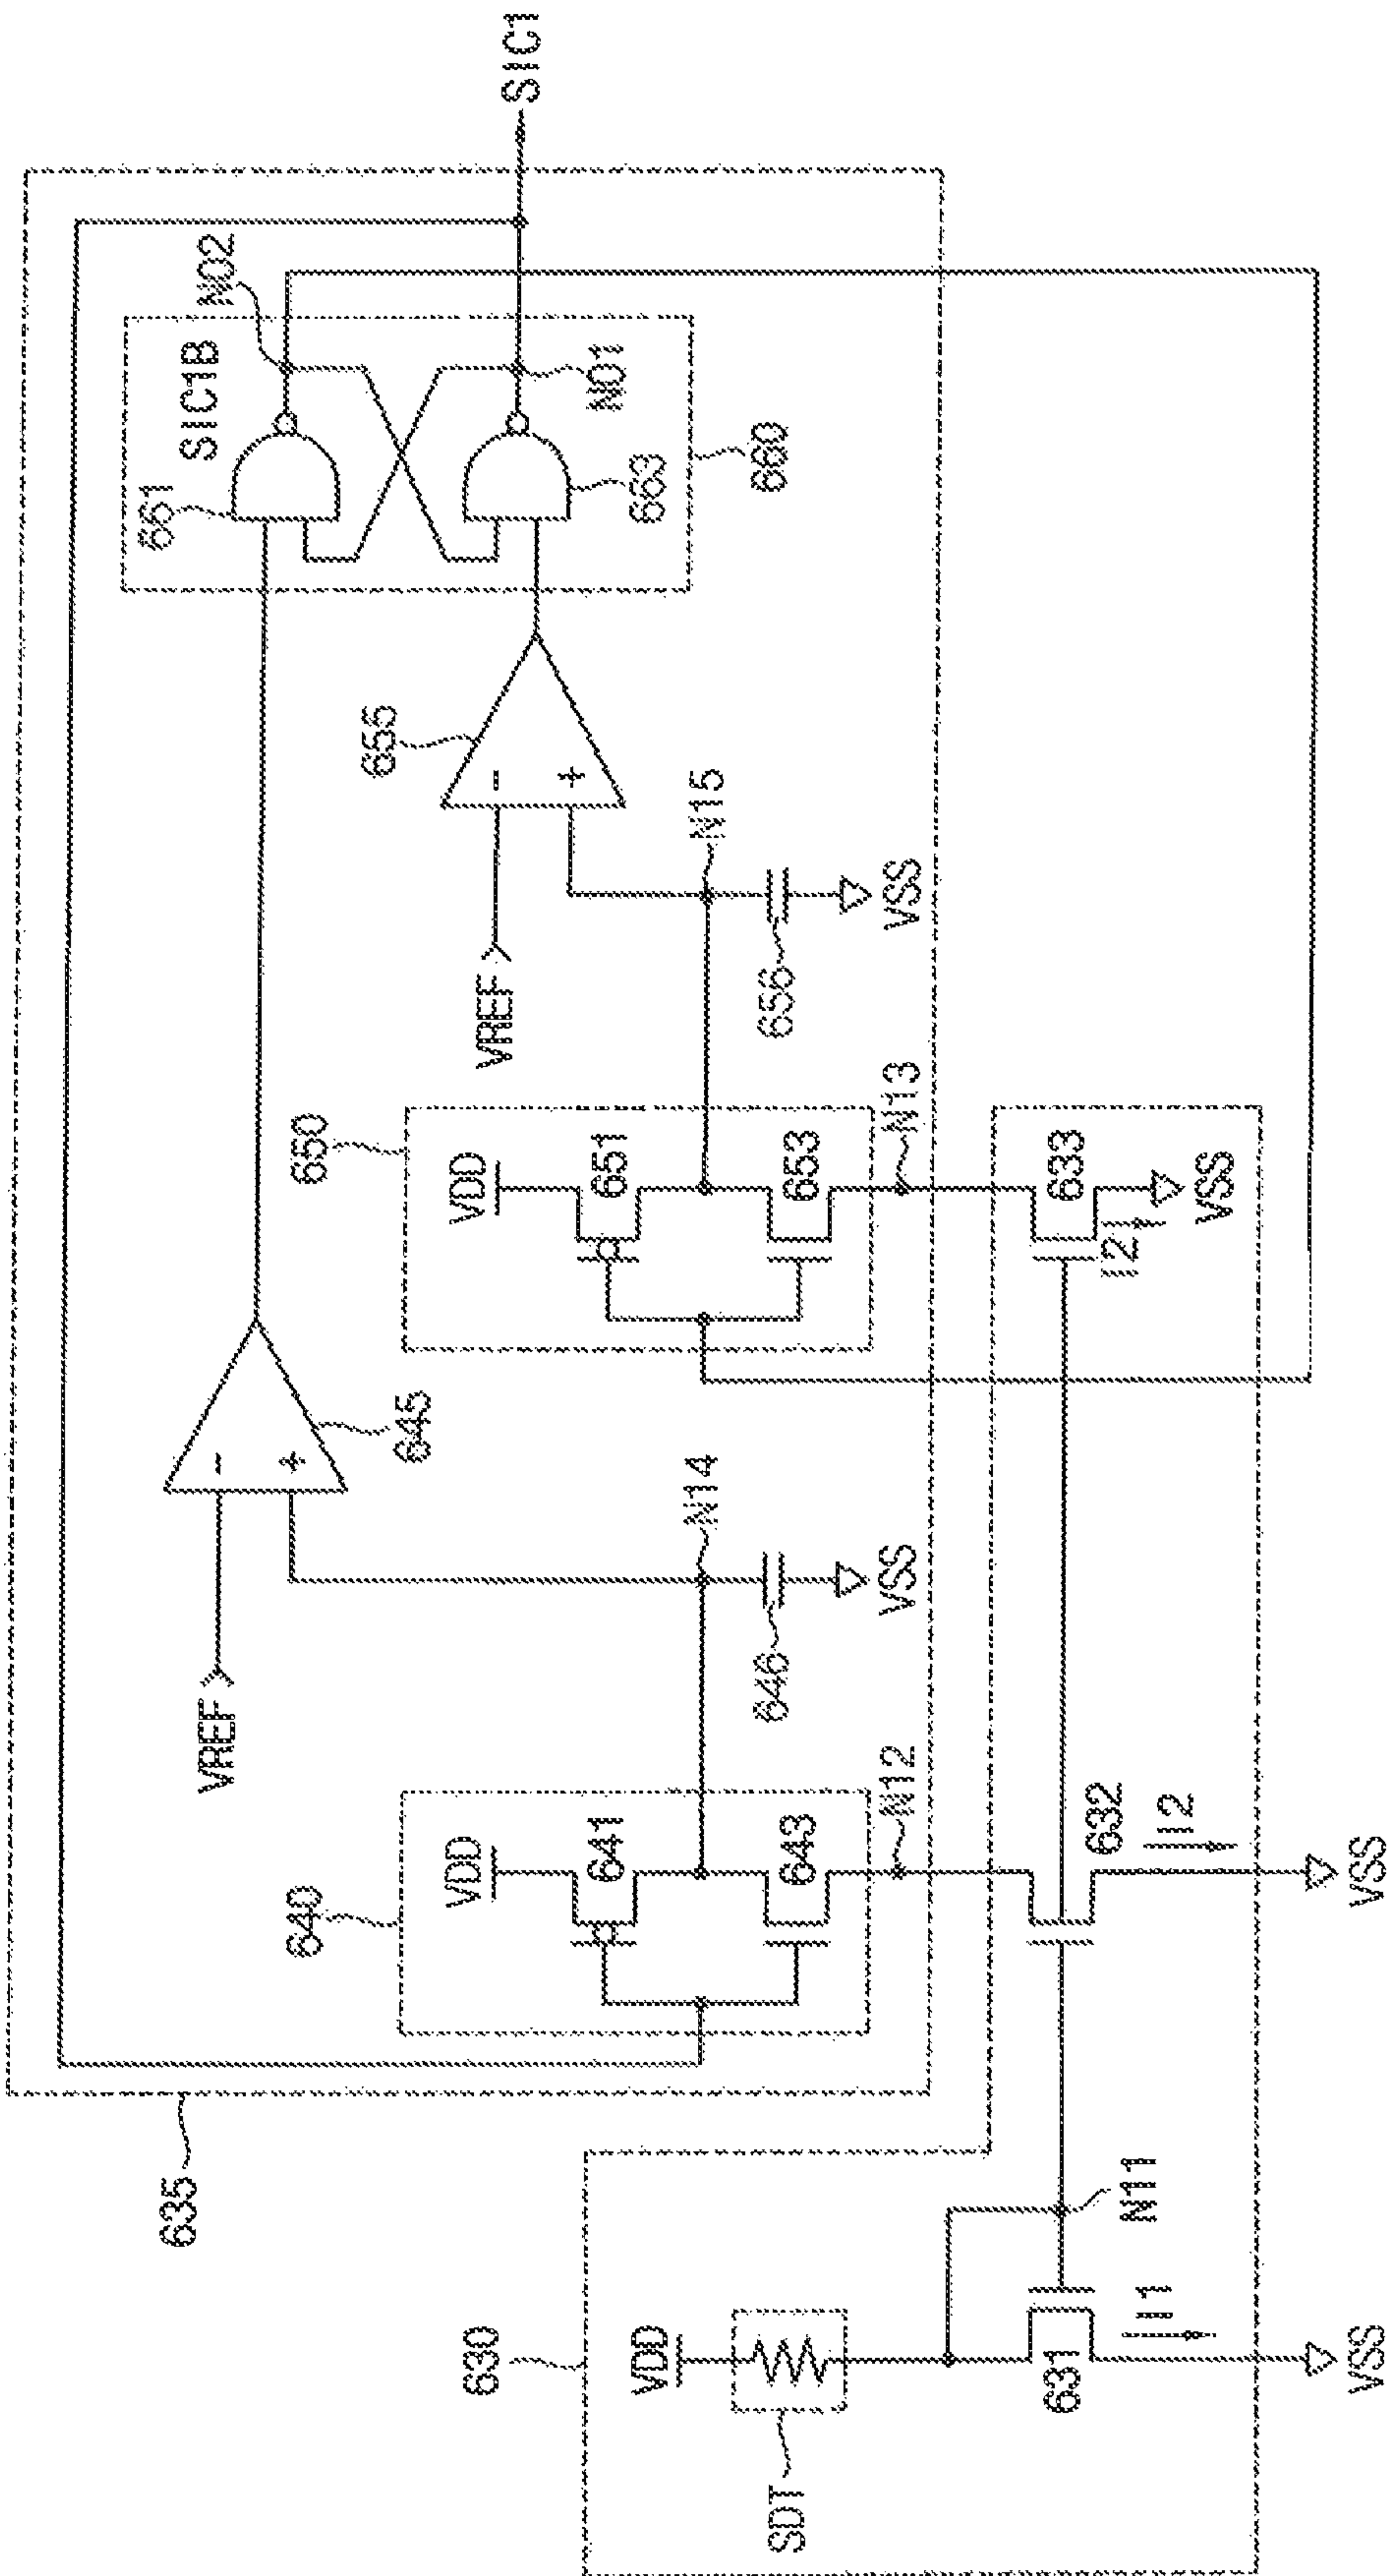 SIC1
N02
SIC1B
661
N01
663
660
655
VREF
N15
656
VSS
650
VDD
651
653
N13
633
I2
VSS
645
VREF
N14
646
VSS
640
VDD
641
643
N12
632
I12
VSS
635
630
VDD
SDT
N11
631
I11
VSS